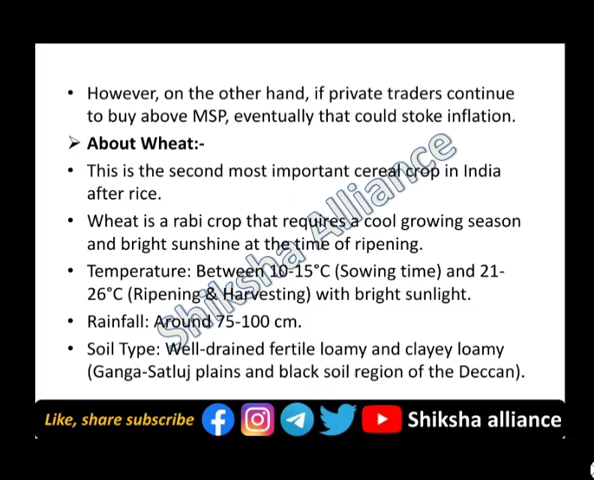 • However, on the other hand, if private traders continue
to buy above MSP, eventually that could stoke inflation.
➤ About Wheat:-
• This is the second most important cereal crop in India
after rice.
• Wheat is a rabi crop that requires a cool growing season
and bright sunshine at the time of ripening.
• Temperature: Between 10-15°C (Sowing time) and 21-
26°C (Ripening & Harvesting) with bright sunlight.
• Rainfall: Around 75-100 cm.
• Soil Type: Well-drained fertile loamy and clayey loamy
(Ganga-Satluj plains and black soil region of the Deccan).
Shiksha Alliance
Like, share subscribe Shiksha alliance